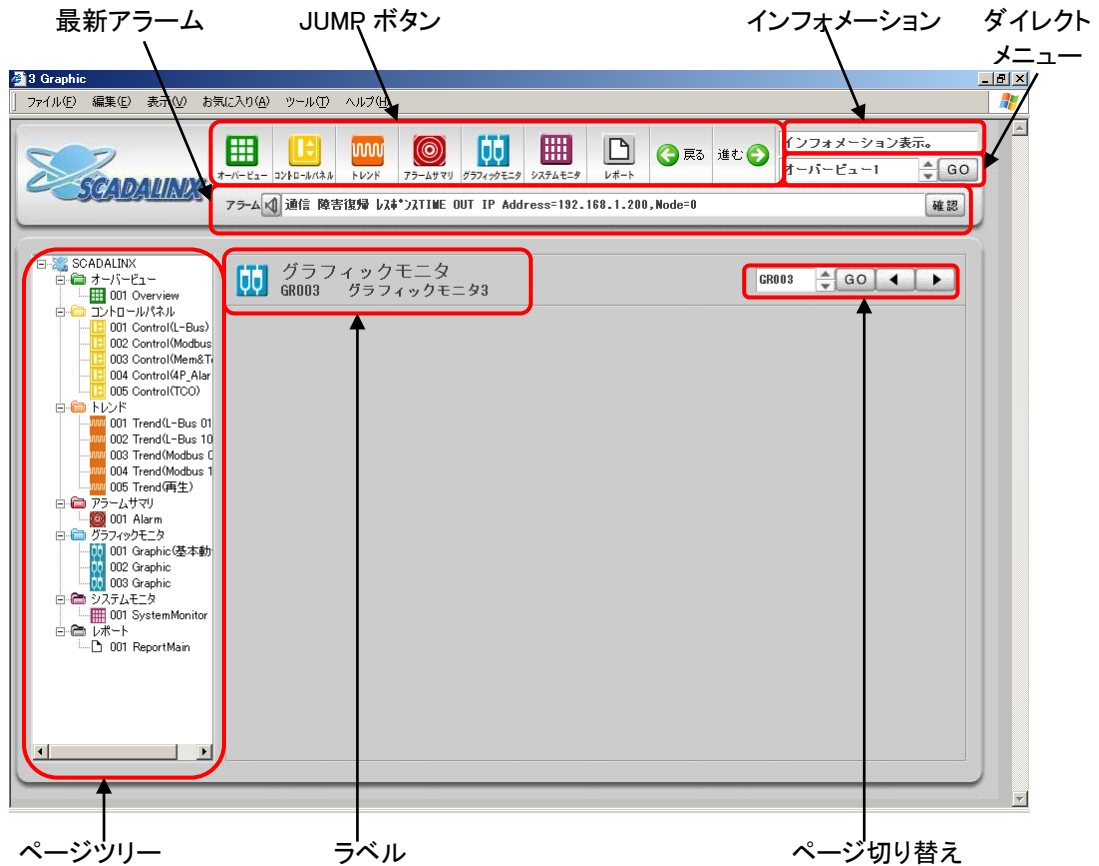 最新アラーム
JUMP ボタン
インフォメーション
ダイレクト
メニュー
3 Graphic
ファイル(F) 編集(E) 表示(V) お気に入り(A) ツール(T) ヘルプ(H)
SCADALINX
オーバービュー コントロールパネル トレンド アラームサマリ グラフィックモニタ システムモニタ レポート 戻る 進む
インフォメーション表示。
オーバービュー1 GO
アラーム 通信 障害復帰 ﾚｽﾎﾟﾝｽTIME OUT IP Address=192.168.1.200,Node=0 確認
SCADALINX
オーバービュー
001 Overview
コントロールパネル
001 Control(L-Bus)
002 Control(Modbus
003 Control(Mem&T
004 Control(4P_Alar
005 Control(TCO)
トレンド
001 Trend(L-Bus 01
002 Trend(L-Bus 10
003 Trend(Modbus 0
004 Trend(Modbus 1
005 Trend(再生)
アラームサマリ
001 Alarm
グラフィックモニタ
001 Graphic(基本動
002 Graphic
003 Graphic
システムモニタ
001 SystemMonitor
レポート
001 ReportMain
グラフィックモニタ
GR003 グラフィックモニタ3
GR003 GO
ページツリー
ラベル
ページ切り替え